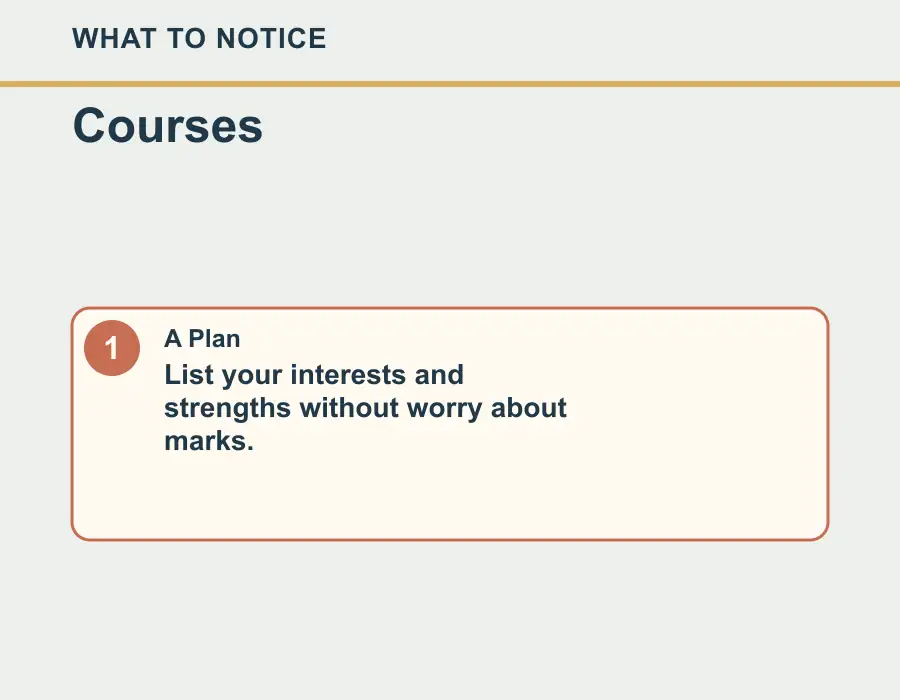 WHAT TO NOTICE
Courses
1
A Plan
List your interests and
strengths without worry about
marks.